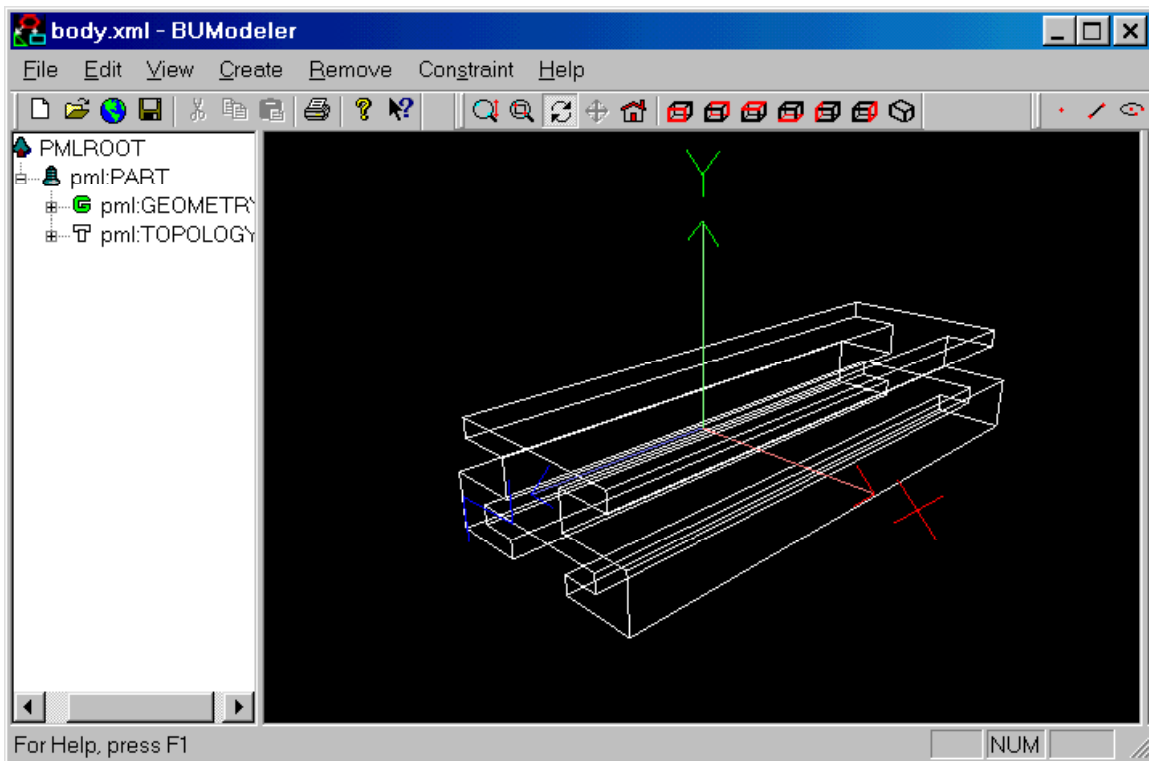 body.xml - BUModeler
File Edit View Create Remove Constraint Help
PMLROOT
pml:PART
pml:GEOMETRY
pml:TOPOLOGY
Y
X
For Help, press F1
NUM